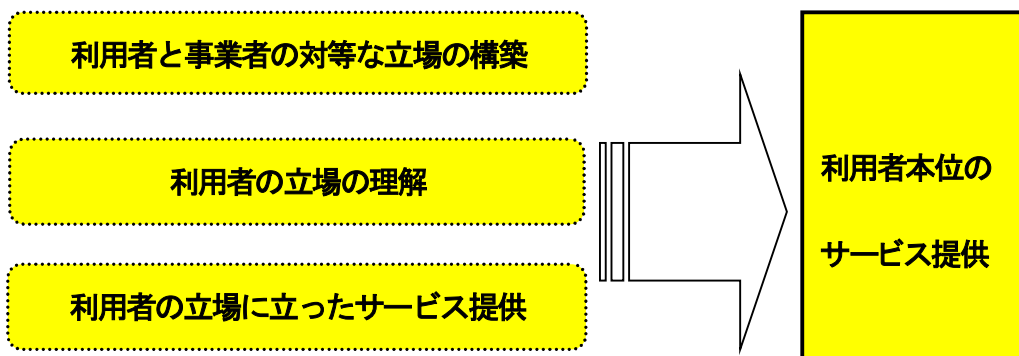 利用者と事業者の対等な立場の構築
利用者の立場の理解
利用者の立場に立ったサービス提供
利用者本位の
サービス提供